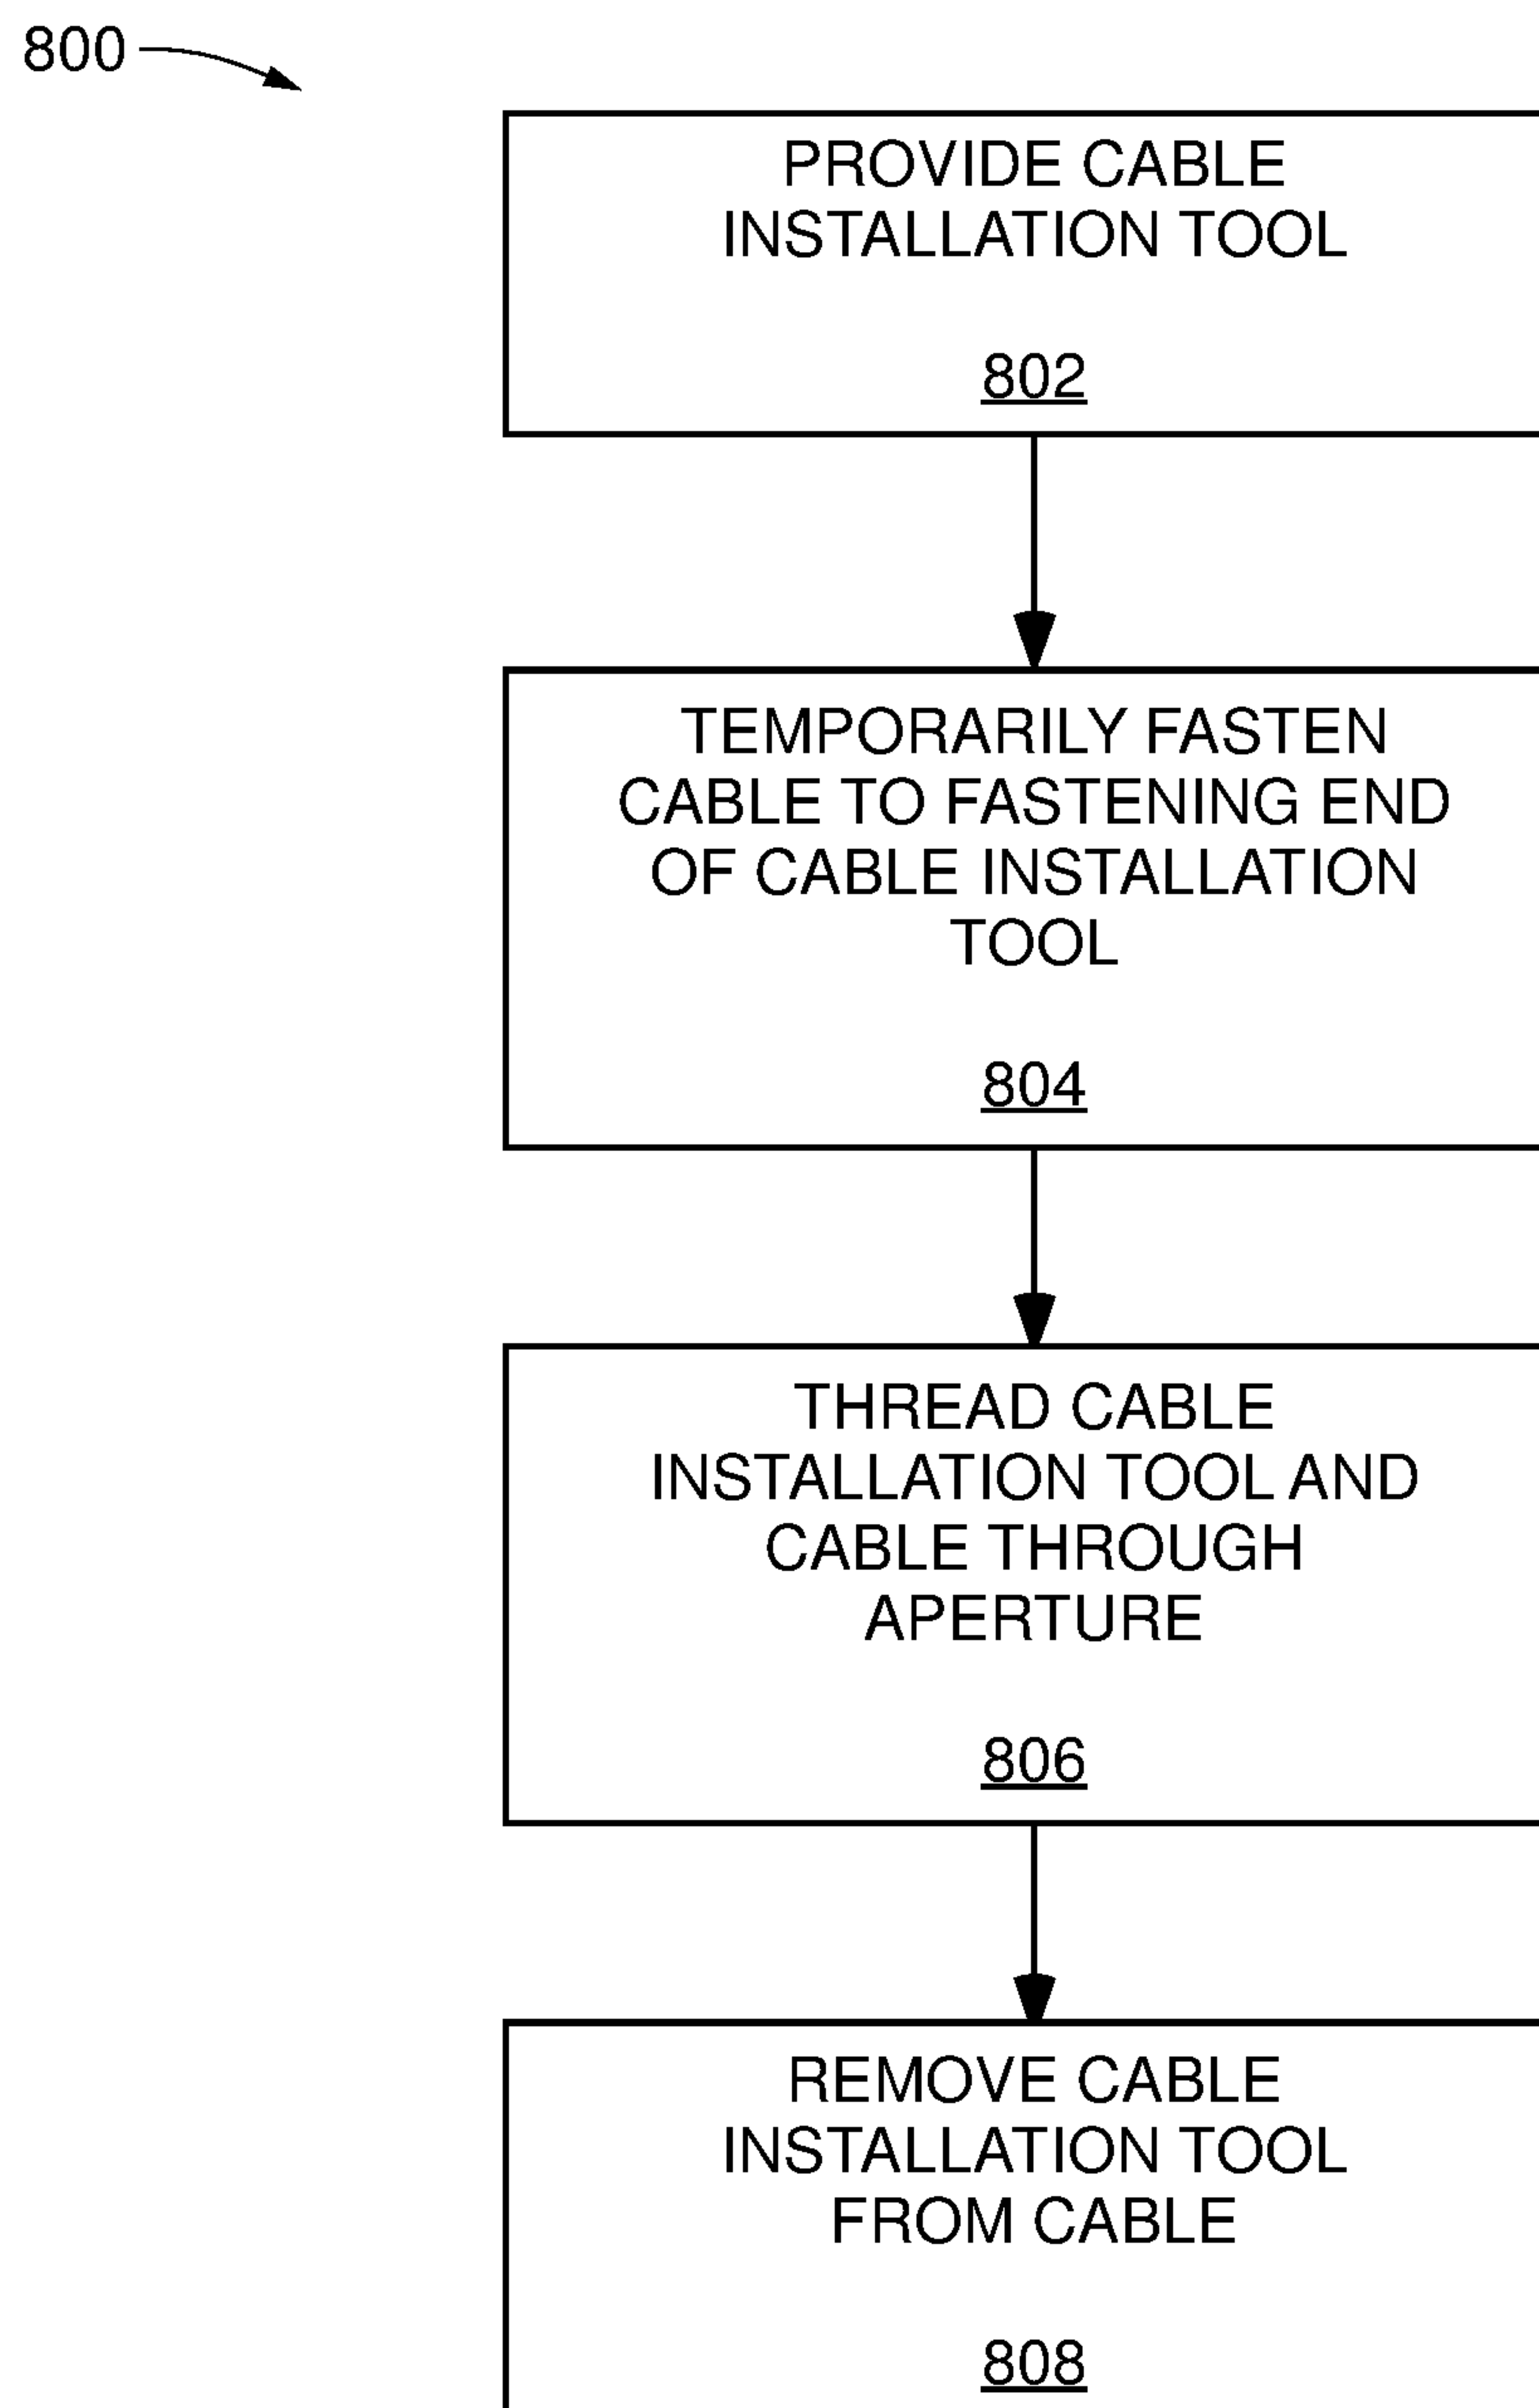 800
PROVIDE CABLE
INSTALLATION TOOL
802
TEMPORARILY FASTEN
CABLE TO FASTENING END
OF CABLE INSTALLATION
TOOL
804
THREAD CABLE
INSTALLATION TOOL AND
CABLE THROUGH
APERTURE
806
REMOVE CABLE
INSTALLATION TOOL
FROM CABLE
808